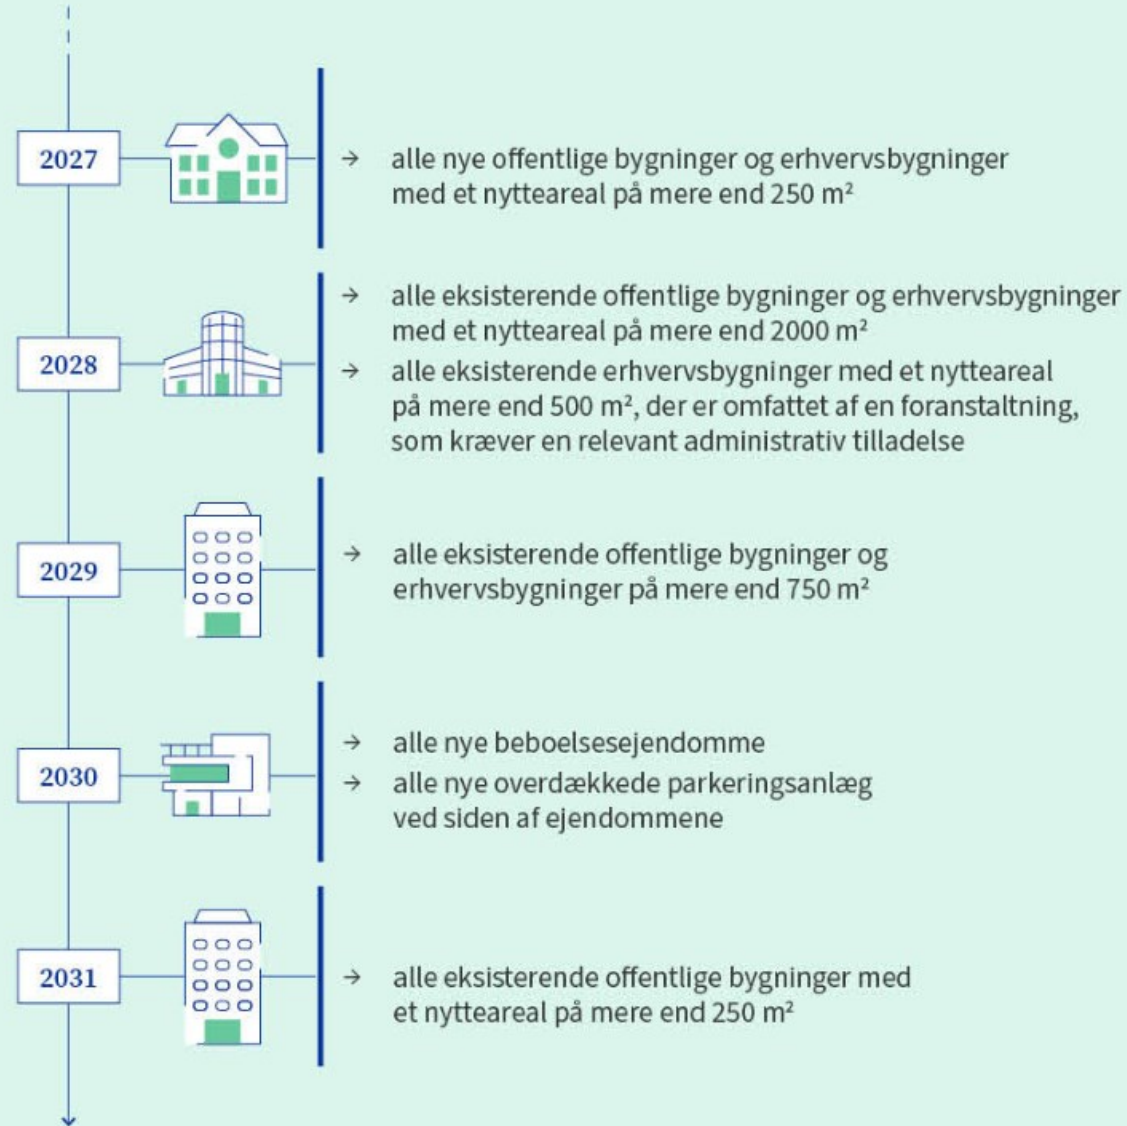 2027
→ alle nye offentlige bygninger og erhvervsbygninger
med et nytteareal på mere end 250 m²
2028
→ alle eksisterende offentlige bygninger og erhvervsbygninger
med et nytteareal på mere end 2000 m²
→ alle eksisterende erhvervsbygninger med et nytteareal
på mere end 500 m², der er omfattet af en foranstaltning,
som kræver en relevant administrativ tilladelse
2029
→ alle eksisterende offentlige bygninger og
erhvervsbygninger på mere end 750 m²
2030
→ alle nye beboelsesejendomme
→ alle nye overdækkede parkeringsanlæg
ved siden af ejendommene
2031
→ alle eksisterende offentlige bygninger med
et nytteareal på mere end 250 m²